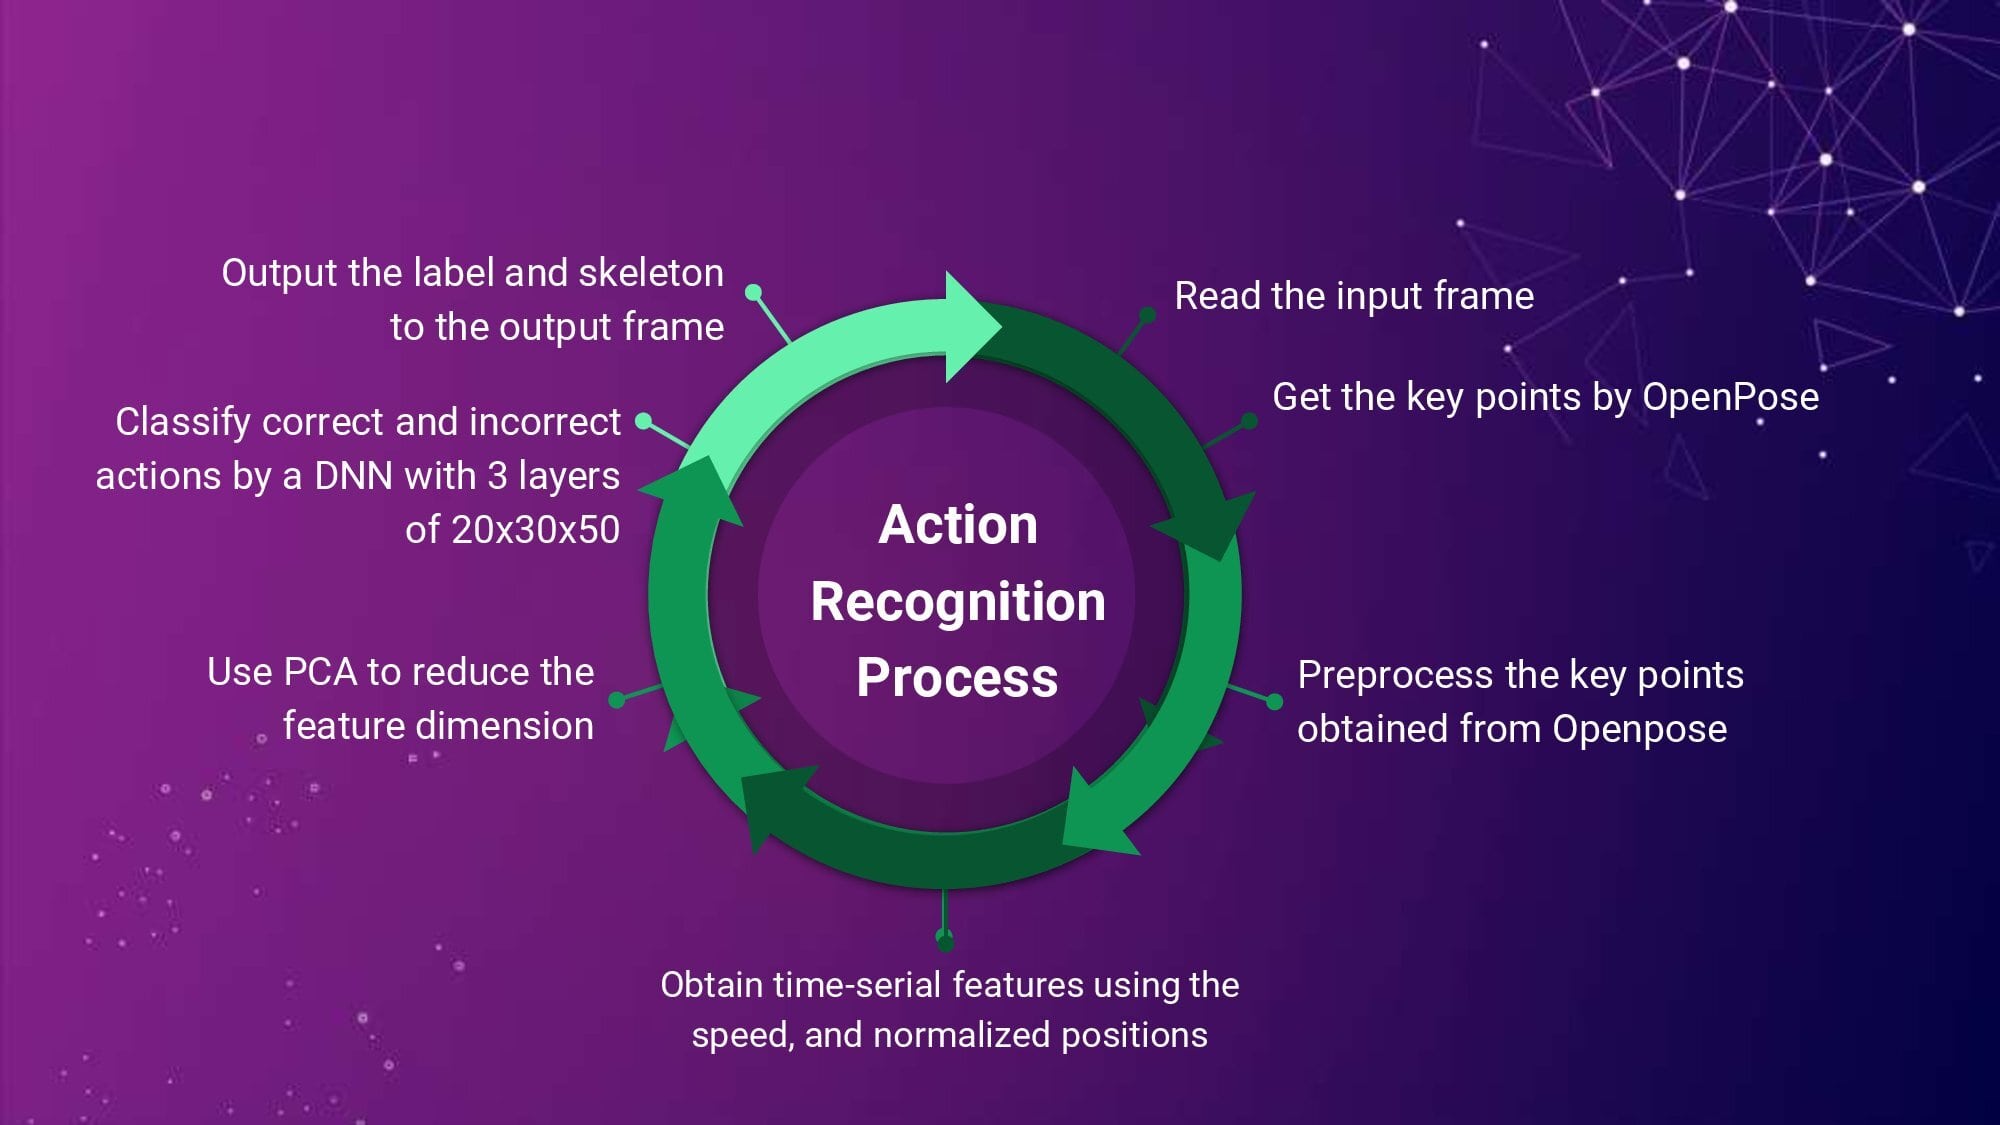 Action
Recognition
Process
Read the input frame
Get the key points by OpenPose
Preprocess the key points
obtained from Openpose
Obtain time-serial features using the
speed, and normalized positions
Use PCA to reduce the
feature dimension
Classify correct and incorrect
actions by a DNN with 3 layers
of 20x30x50
Output the label and skeleton
to the output frame